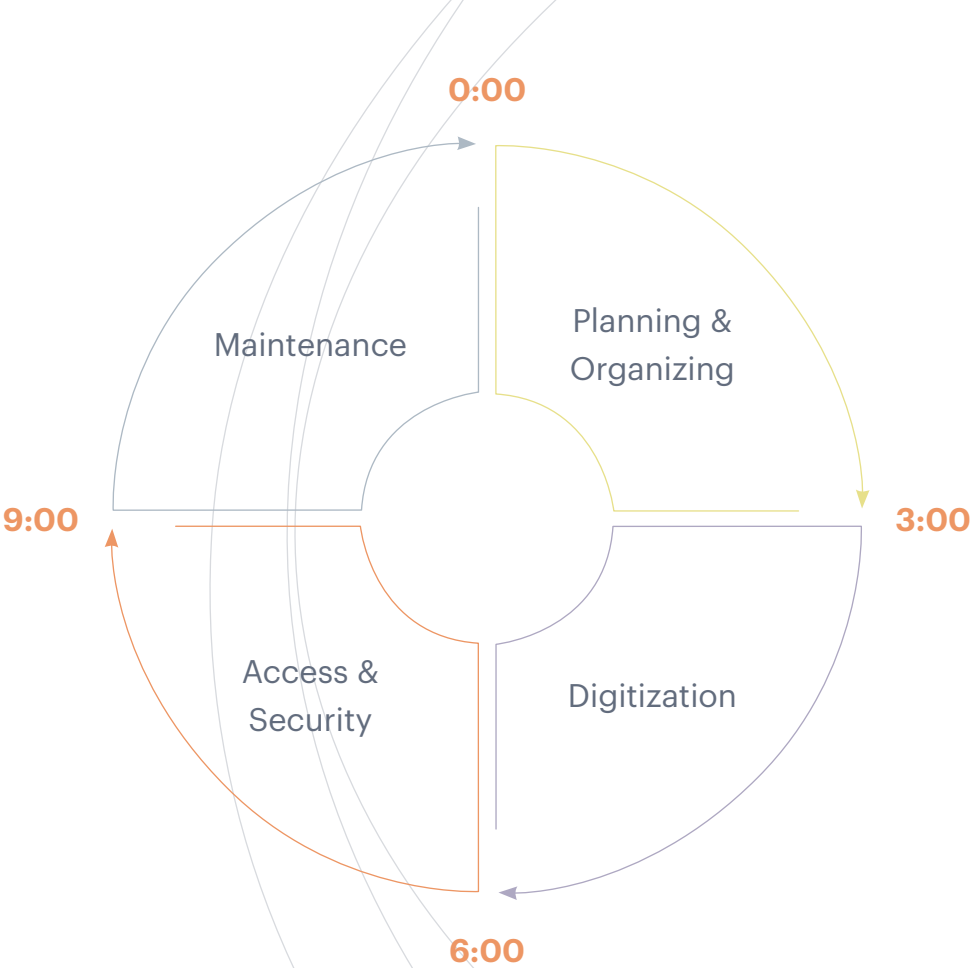 0:00
Planning &
Organizing
Maintenance
9:00
3:00
Access &
Security
Digitization
6:00